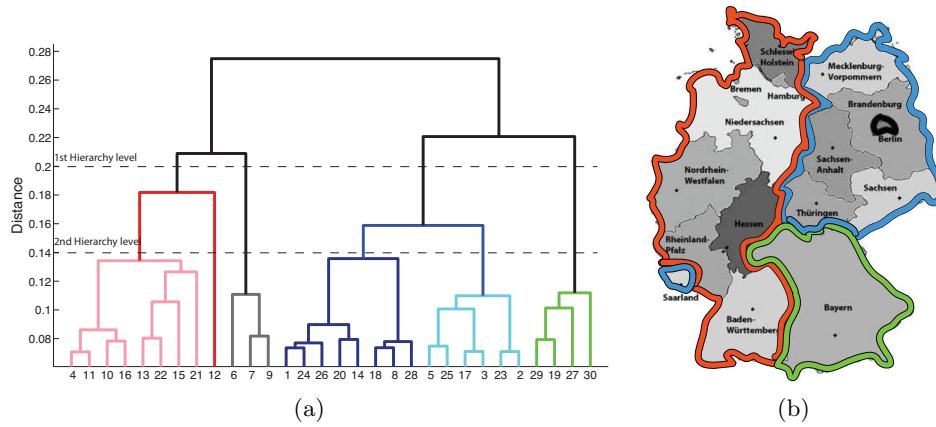 0.28
0.26
0.24
0.22
0.2
0.18
0.16
0.14
0.12
0.1
0.08
Distance
1st Hierarchy level
2nd Hierarchy level
4 11 10 16 13 22 15 21 12 6 7 9 1 24 26 20 14 18 8 28 5 25 17 3 23 2 29 19 27 30
(a)
Schleswig-
Holstein
Mecklenburg-
Vorpommern
Bremen
Hamburg
Brandenburg
Niedersachsen
Berlin
Nordrhein-
Westfalen
Sachsen-
Anhalt
Sachsen
Thüringen
Hessen
Rheinland-
Pfalz
Saarland
Bayern
Baden-
Württemberg
(b)